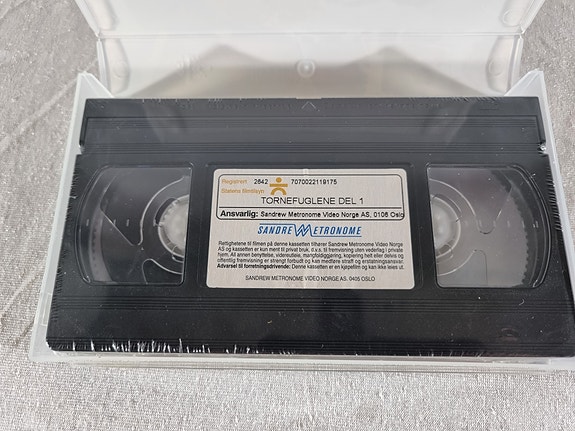 Registrert 2642 7070022119175
Statens filmtilsyn
TORNEFUGLENE DEL 1
Ansvarlig: Sandrew Metronome Video Norge AS, 0106 Oslo
SANDREW METRONOME
Rettighetene til filmen på denne kassetten tilhører Sandrew Metronome Video Norge
AS og kassetten er kun ment til privat bruk, d.v.s. til fremvisning uten vederlag i private
hjem. All annen benyttelse, videreutleie, mangfoldiggjøring, kopiering helt eller delvis og
offentlig fremvisning er strengt forbudt og kan medføre straff og erstatningsansvar.
Advarsel til forretningsdrivende: Denne kassetten er en kjøpefilm og kan ikke leies ut.
SANDREW METRONOME VIDEO NORGE AS. 0405 OSLO